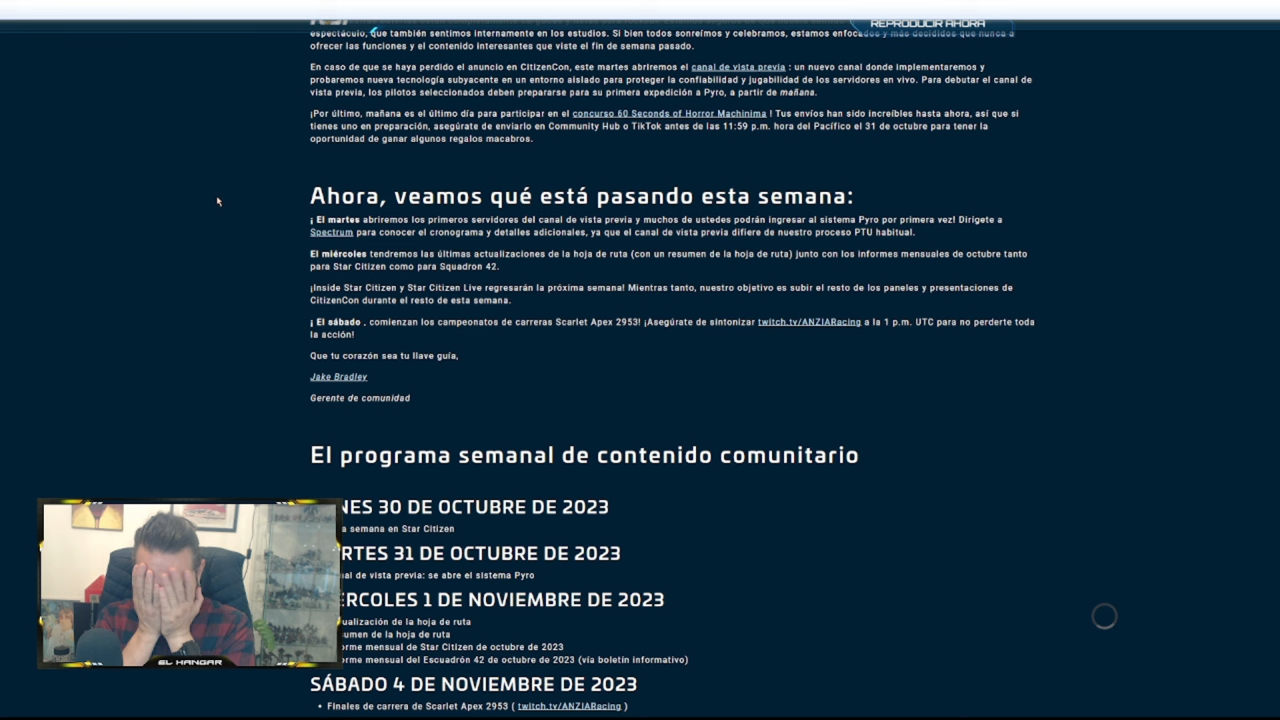 REPRODUCIR AHORA
espectáculo, que también sentimos internamente en los estudios. Si bien todos sonreímos y celebramos, estamos enfocados y más decididos que nunca a
ofrecer las funciones y el contenido interesantes que viste el fin de semana pasado.
En caso de que se haya perdido el anuncio en CitizenCon, este martes abriremos el canal de vista previa : un nuevo canal donde implementaremos y
probaremos nueva tecnología subyacente en un entorno aislado para proteger la confiabilidad y jugabilidad de los servidores en vivo. Para debutar el canal de
vista previa, los pilotos seleccionados deben prepararse para su primera expedición a Pyro, a partir de mañana.
¡Por último, mañana es el último día para participar en el concurso 60 Seconds of Horror Machinima ! Tus envíos han sido increíbles hasta ahora, así que si
tienes uno en preparación, asegúrate de enviarlo en Community Hub o TikTok antes de las 11:59 p.m. hora del Pacífico el 31 de octubre para tener la
oportunidad de ganar algunos regalos macabros.
Ahora, veamos qué está pasando esta semana:
¡ El martes abriremos los primeros servidores del canal de vista previa y muchos de ustedes podrán ingresar al sistema Pyro por primera vez! Dirígete a
Spectrum para conocer el cronograma y detalles adicionales, ya que el canal de vista previa difiere de nuestro proceso PTU habitual.
El miércoles tendremos las últimas actualizaciones de la hoja de ruta (con un resumen de la hoja de ruta) junto con los informes mensuales de octubre tanto
para Star Citizen como para Squadron 42.
¡Inside Star Citizen y Star Citizen Live regresarán la próxima semana! Mientras tanto, nuestro objetivo es subir el resto de los paneles y presentaciones de
CitizenCon durante el resto de esta semana.
¡ El sábado , comienzan los campeonatos de carreras Scarlet Apex 2953! ¡Asegúrate de sintonizar twitch.tv/ANZIARacing a la 1 p.m. UTC para no perderte toda
la acción!
Que tu corazón sea tu llave guía,
Jake Bradley
Gerente de comunidad
El programa semanal de contenido comunitario
NES 30 DE OCTUBRE DE 2023
a semana en Star Citizen
RTES 31 DE OCTUBRE DE 2023
al de vista previa: se abre el sistema Pyro
ÉRCOLES 1 DE NOVIEMBRE DE 2023
ualización de la hoja de ruta
sumen de la hoja de ruta
orme mensual de Star Citizen de octubre de 2023
orme mensual del Escuadrón 42 de octubre de 2023 (vía boletín informativo)
EL HANGAR
SÁBADO 4 DE NOVIEMBRE DE 2023
• Finales de carrera de Scarlet Apex 2953 ( twitch.tv/ANZIARacing )